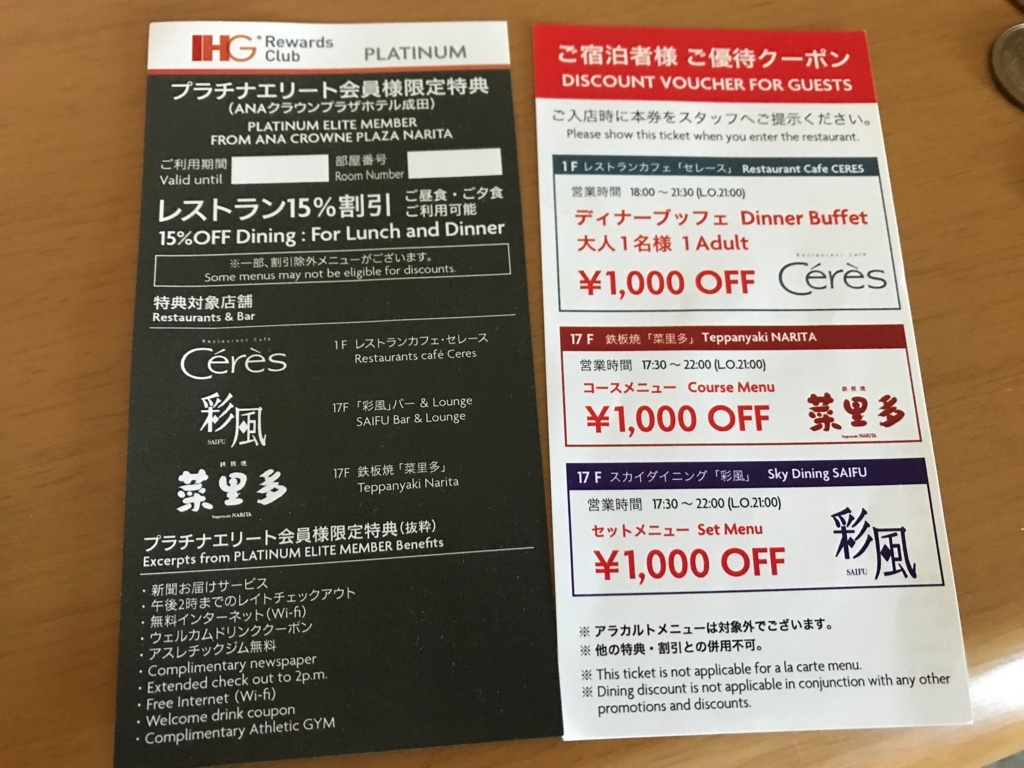 IHG® Rewards Club PLATINUM
プラチナエリート会員様限定特典
(ANAクラウンプラザホテル成田)
PLATINUM ELITE MEMBER
FROM ANA CROWNE PLAZA NARITA
ご利用期間
Valid until
部屋番号
Room Number
レストラン15%割引 ご昼食・ご夕食 ご利用可能
15%OFF Dining : For Lunch and Dinner
※一部、割引除外メニューがございます。
Some menus may not be eligible for discounts.
特典対象店舗
Restaurants & Bar
Restaurant Café
Cérès
1F レストランカフェ・セレース
Restaurants café Ceres
彩風
SAIFU
17F 「彩風」バー & Lounge
SAIFU Bar & Lounge
鉄板焼
菜里多
Teppanyaki NARITA
17F 鉄板焼「菜里多」
Teppanyaki Narita
プラチナエリート会員様限定特典(抜粋)
Excerpts from PLATINUM ELITE MEMBER Benefits
・新聞お届けサービス
・午後2時までのレイトチェックアウト
・無料インターネット(Wi-fi)
・ウェルカムドリンククーポン
・アスレチックジム無料
・Complimentary newspaper
・Extended check out to 2p.m.
・Free Internet (Wi-fi)
・Welcome drink coupon
・Complimentary Athletic GYM
ご宿泊者様 ご優待クーポン
DISCOUNT VOUCHER FOR GUESTS
ご入店時に本券をスタッフへご提示ください。
Please show this ticket when you enter the restaurant.
1F レストランカフェ「セレース」 Restaurant Cafe CERES
営業時間 18:00 〜 21:30 (L.O.21:00)
ディナーブッフェ Dinner Buffet
大人1名様 1 Adult
¥1,000 OFF
Restaurant Café
Cérès
17 F 鉄板焼「菜里多」 Teppanyaki NARITA
営業時間 17:30 〜 22:00 (L.O.21:00)
コースメニュー Course Menu
¥1,000 OFF
鉄板焼
菜里多
Teppanyaki NARITA
17 F スカイダイニング「彩風」 Sky Dining SAIFU
営業時間 17:30 〜 22:00 (L.O.21:00)
セットメニュー Set Menu
¥1,000 OFF
彩風
SAIFU
※ アラカルトメニューは対象外でございます。
※ 他の特典・割引との併用不可。
※ This ticket is not applicable for a la carte menu.
※ Dining discount is not applicable in conjunction with any other
promotions and discounts.